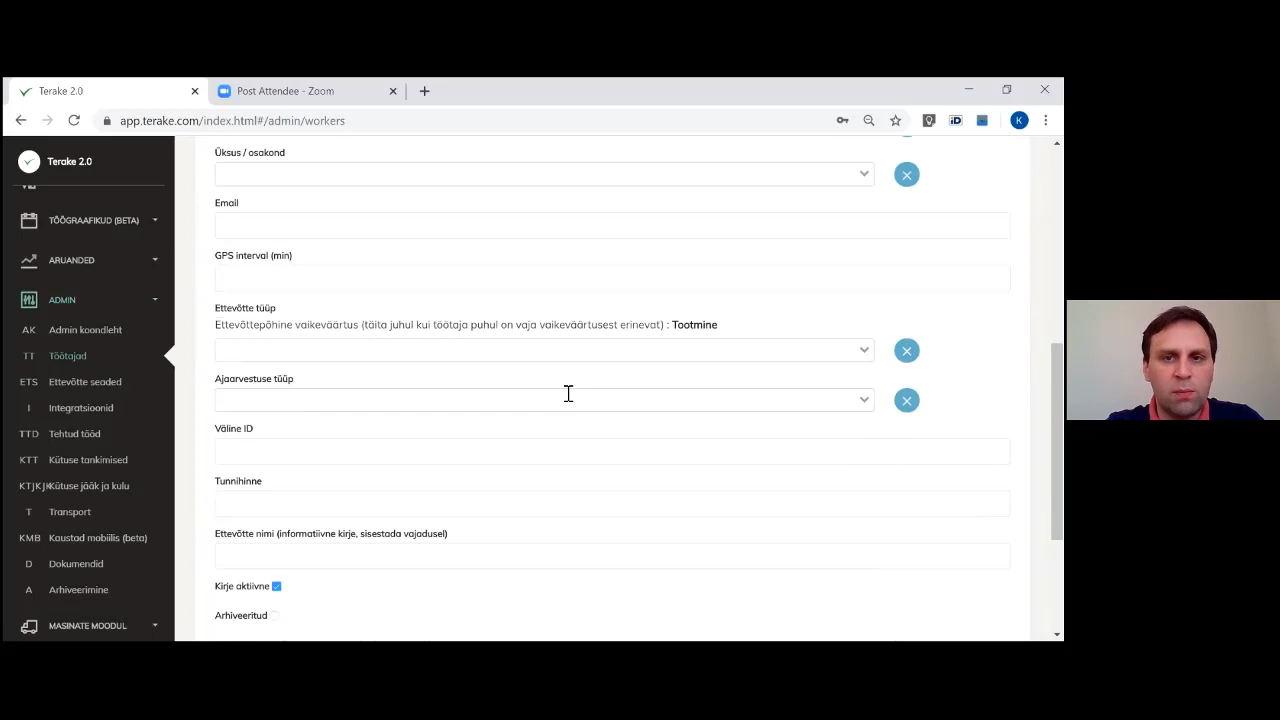 Terake 2.0
Post Attendee - Zoom
app.terake.com/index.html#/admin/workers
iD
K
Terake 2.0
TÖÖGRAAFIKUD (BETA)
ARUANDED
ADMIN
AK Admin koondleht
TT Töötajad
ETS Ettevõtte seaded
I Integratsioonid
TTD Tehtud tööd
KTT Kütuse tankimised
KTJKJK Kütuse jääk ja kulu
T Transport
KMB Kaustad mobiilis (beta)
D Dokumendid
A Arhiveerimine
MASINATE MOODUL
Üksus / osakond
Email
GPS interval (min)
Ettevõtte tüüp
Ettevõttepõhine vaikeväärtus (täita juhul kui töötaja puhul on vaja vaikeväärtusest erinevat) : Tootmine
Ajaarvestuse tüüp
Väline ID
Tunnihinne
Ettevõtte nimi (informatiivne kirje, sisestada vajadusel)
Kirje aktiivne
Arhiveeritud